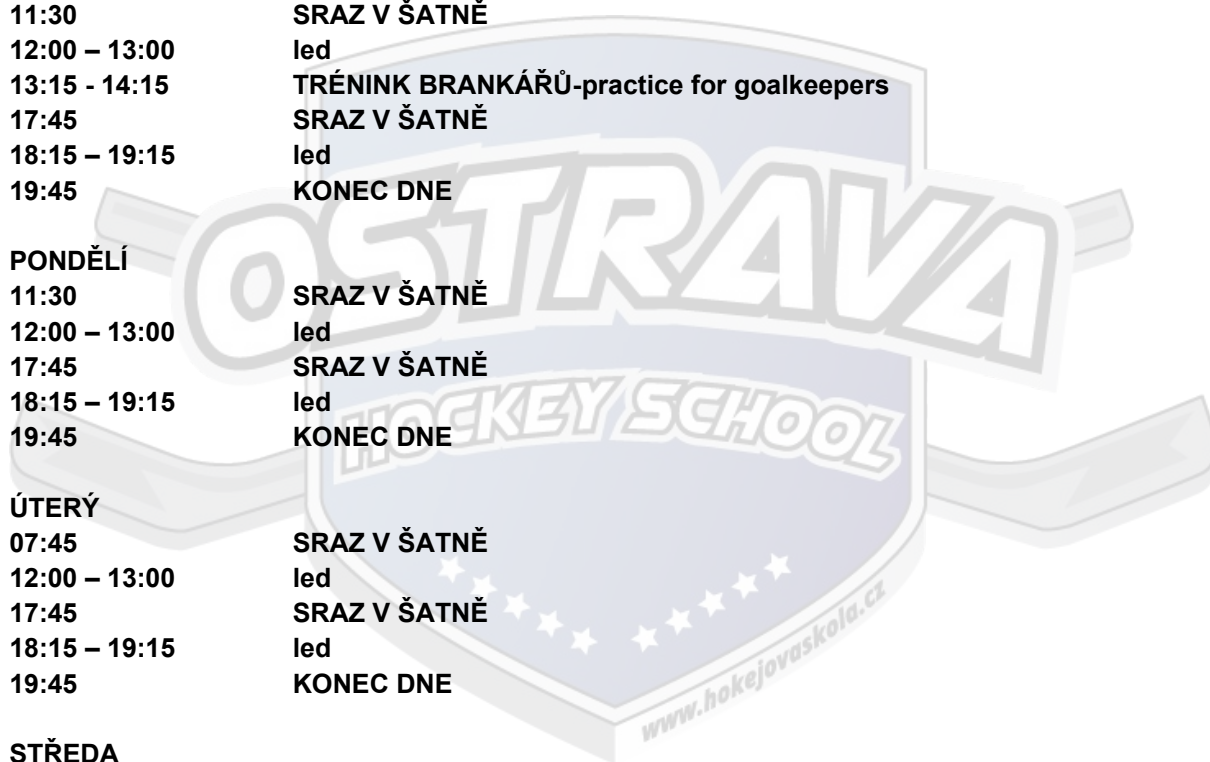 11:30 SRAZ V ŠATNĚ
12:00 – 13:00 led
13:15 - 14:15 TRÉNINK BRANKÁŘŮ-practice for goalkeepers
17:45 SRAZ V ŠATNĚ
18:15 – 19:15 led
19:45 KONEC DNE
PONDĚLÍ
11:30 SRAZ V ŠATNĚ
12:00 – 13:00 led
17:45 SRAZ V ŠATNĚ
18:15 – 19:15 led
19:45 KONEC DNE
ÚTERÝ
07:45 SRAZ V ŠATNĚ
12:00 – 13:00 led
17:45 SRAZ V ŠATNĚ
18:15 – 19:15 led
19:45 KONEC DNE
STŘEDA
OSTRAVA
HOCKEY SCHOOL
www.hokejovaskola.cz